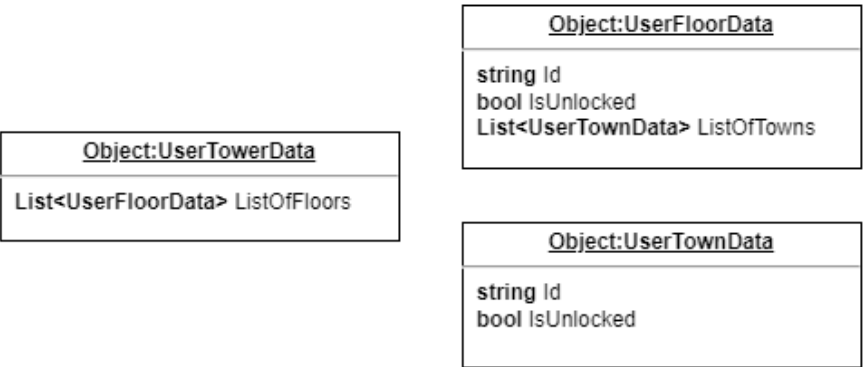 Object:UserTowerData
List<UserFloorData> ListOfFloors
Object:UserFloorData
string Id
bool IsUnlocked
List<UserTownData> ListOfTowns
Object:UserTownData
string Id
bool IsUnlocked